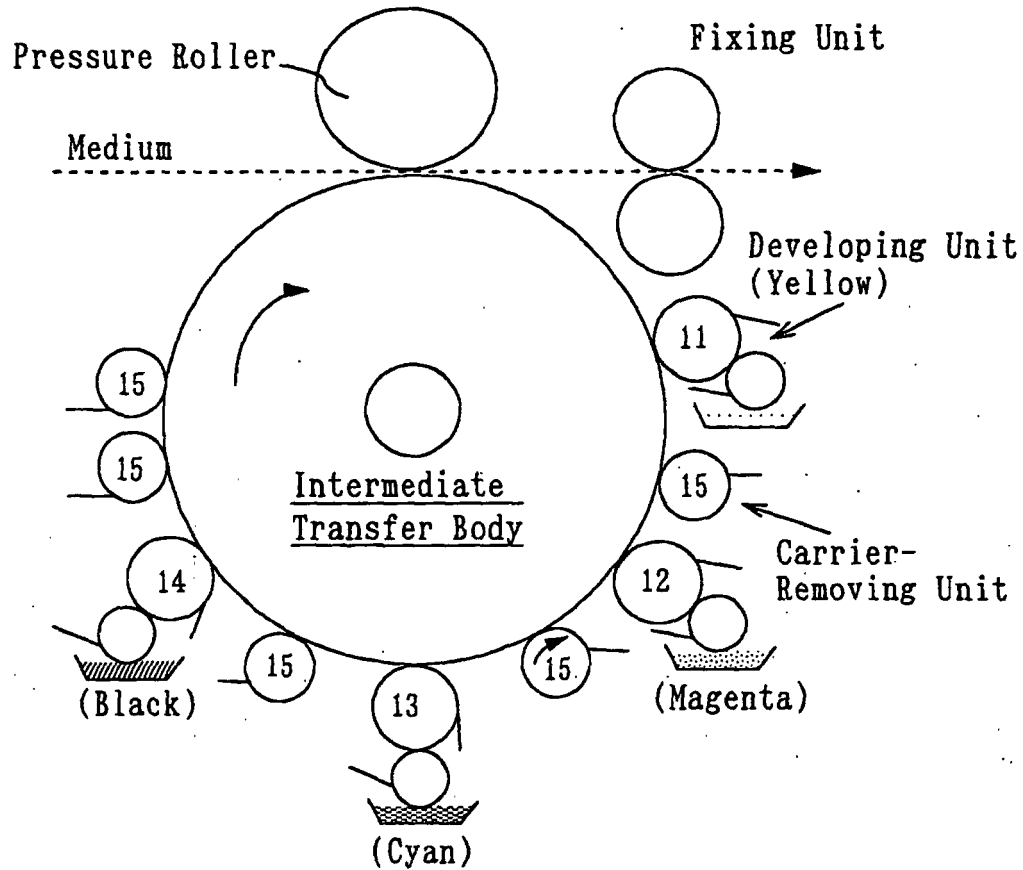 Fixing Unit
Pressure Roller
Medium
Developing Unit
(Yellow)
11
15
15
Intermediate
Transfer Body
15
Carrier-
Removing Unit
14
12
15
15
13
(Black)
(Magenta)
(Cyan)